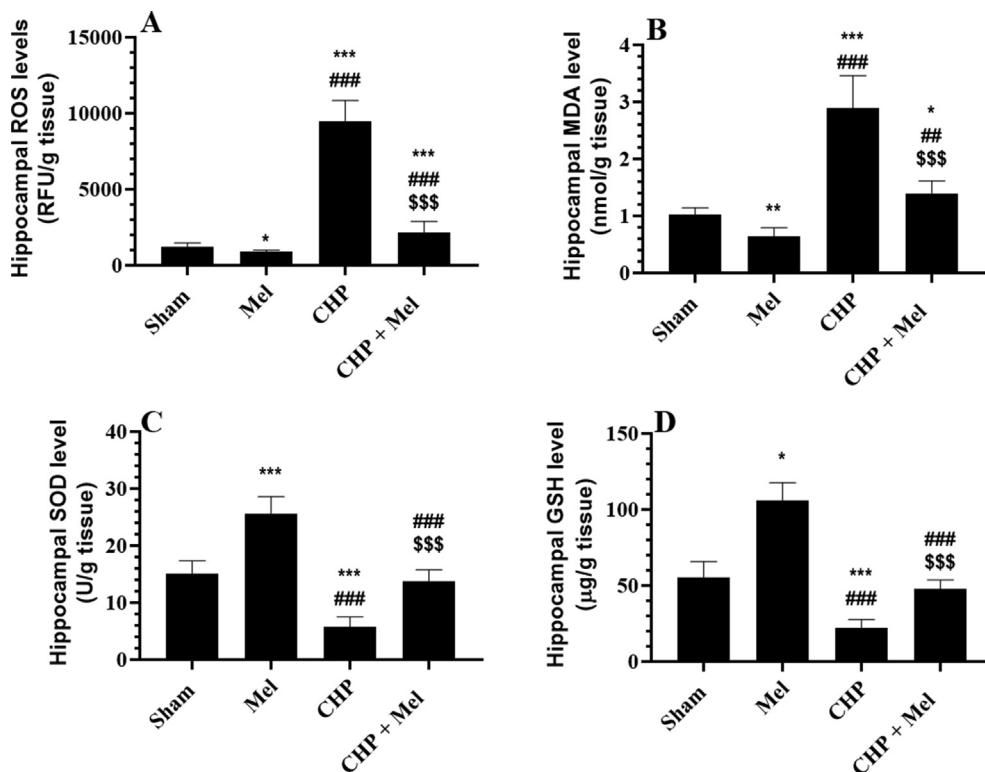 A
Hippocampal ROS levels
(RFU/g tissue)
15000
10000
5000
0
***
###
*
***
###
$$$
Sham
Mel
CHP
CHP + Mel
B
Hippocampal MDA level
(nmol/g tissue)
4
3
2
1
0
***
###
**
*
##
$$$
Sham
Mel
CHP
CHP + Mel
C
Hippocampal SOD level
(U/g tissue)
40
30
20
10
0
***
***
###
###
$$$
Sham
Mel
CHP
CHP + Mel
D
Hippocampal GSH level
(µg/g tissue)
150
100
50
0
*
***
###
###
$$$
Sham
Mel
CHP
CHP + Mel